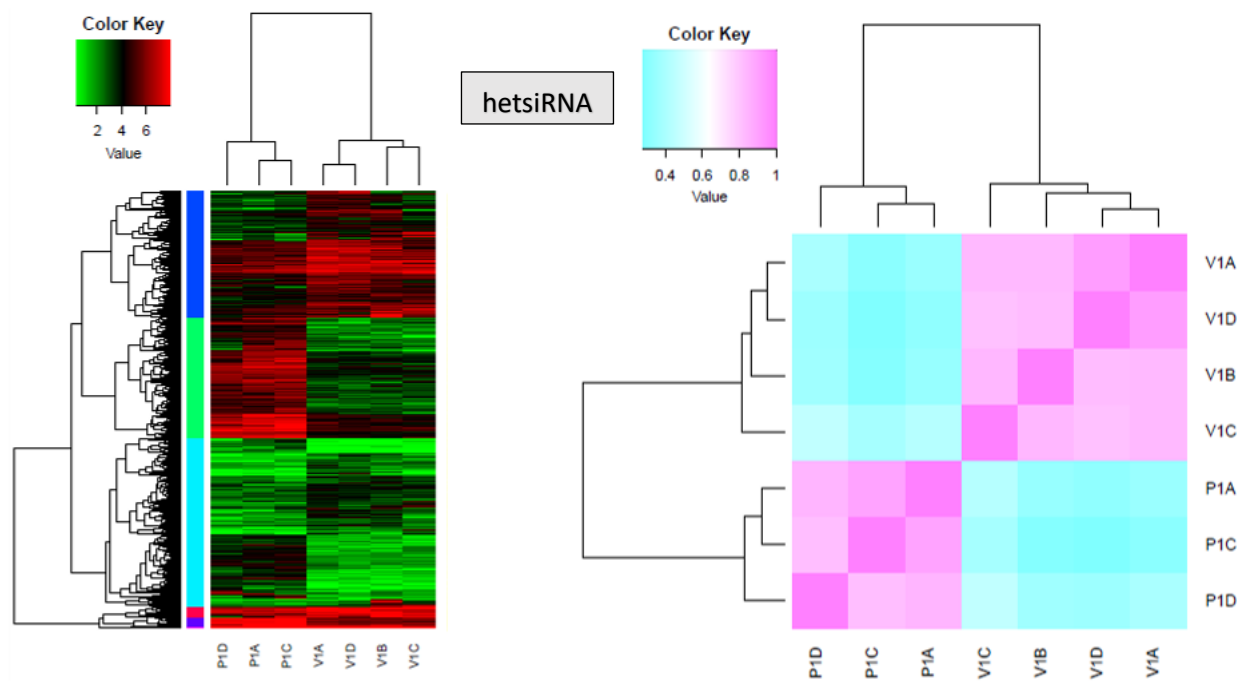 Color Key
2 4 6
Value
hetsiRNA
Color Key
0.4 0.6 0.8 1
Value
V1A
V1D
V1B
V1C
P1A
P1C
P1D
P1D P1A P1C V1A V1D V1B V1C
P1D P1C P1A V1C V1B V1D V1A